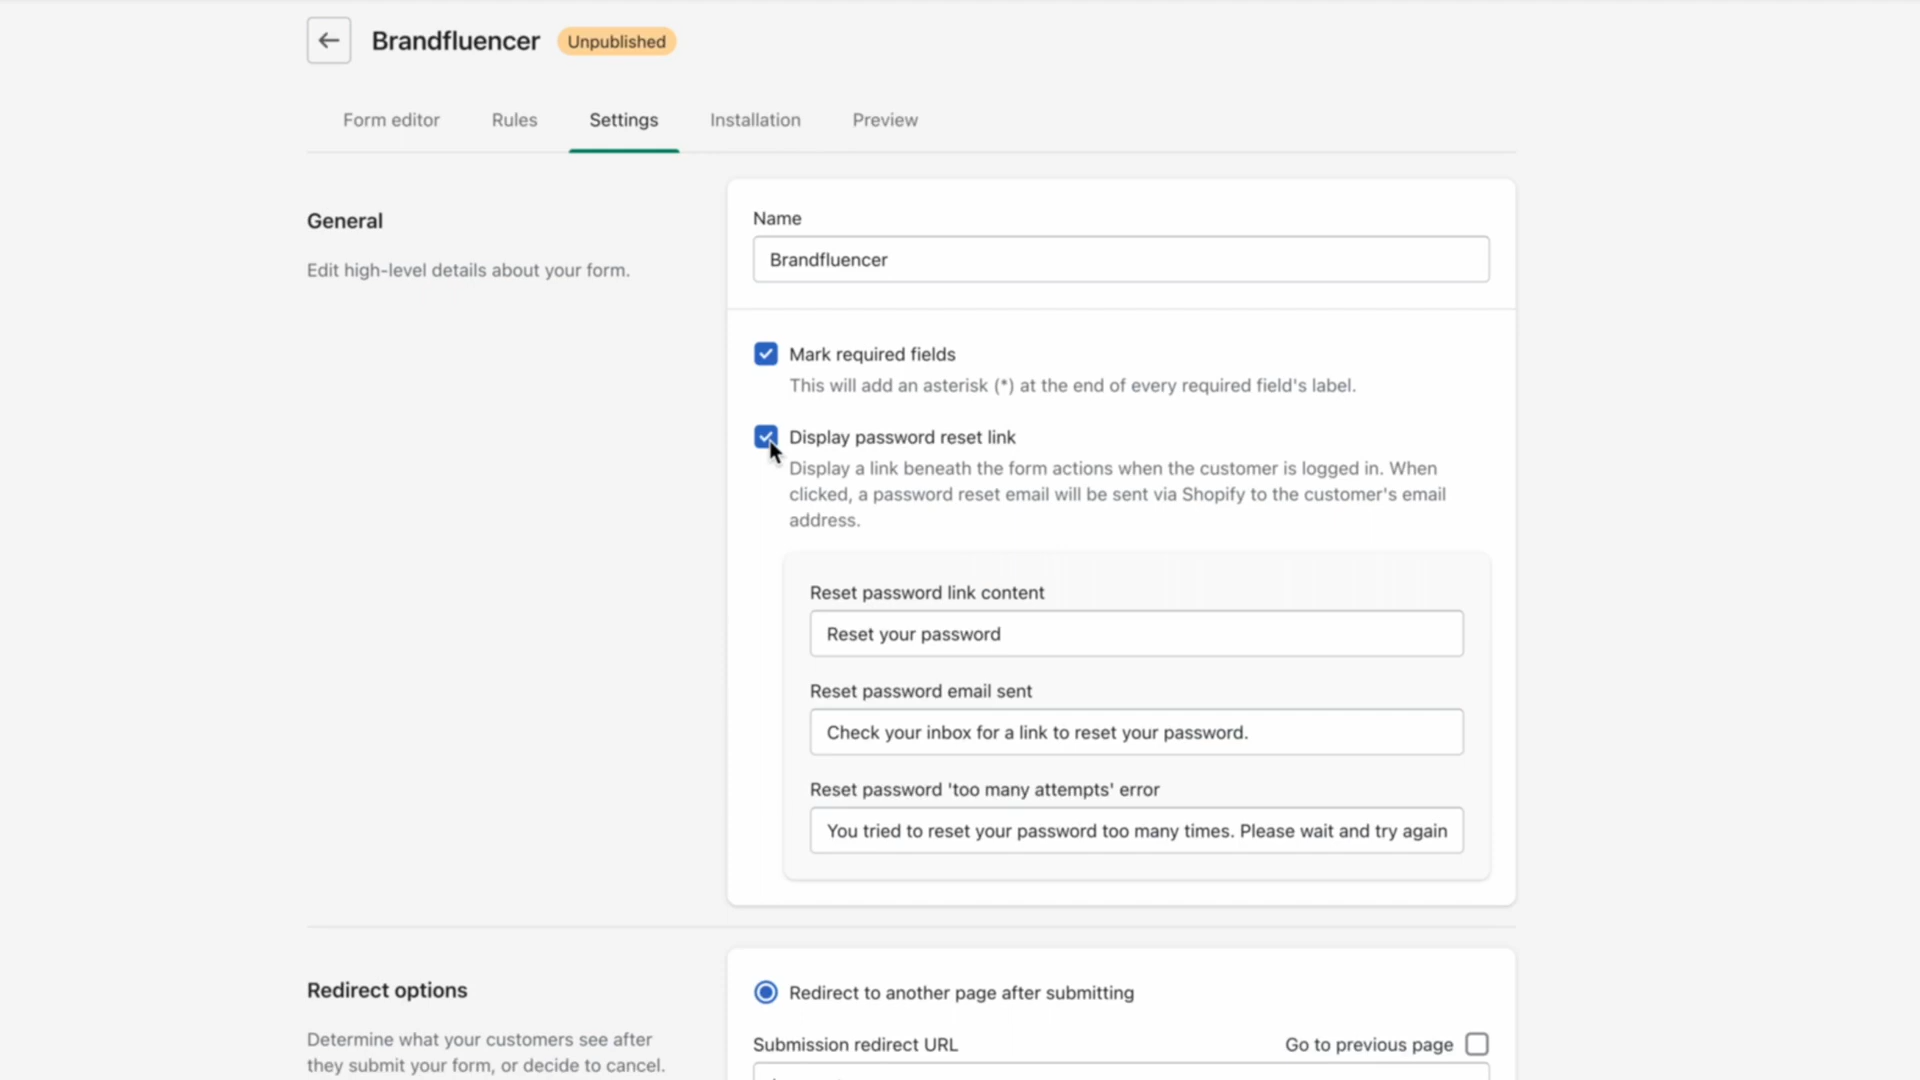 Brandfluencer
Unpublished
Form editor
Rules
Settings
Installation
Preview
General
Edit high-level details about your form.
Name
Brandfluencer
Mark required fields
This will add an asterisk (*) at the end of every required field's label.
Display password reset link
Display a link beneath the form actions when the customer is logged in. When
clicked, a password reset email will be sent via Shopify to the customer's email
address.
Reset password link content
Reset your password
Reset password email sent
Check your inbox for a link to reset your password.
Reset password 'too many attempts' error
You tried to reset your password too many times. Please wait and try again
Redirect options
Determine what your customers see after
they submit your form, or decide to cancel.
Redirect to another page after submitting
Submission redirect URL
Go to previous page